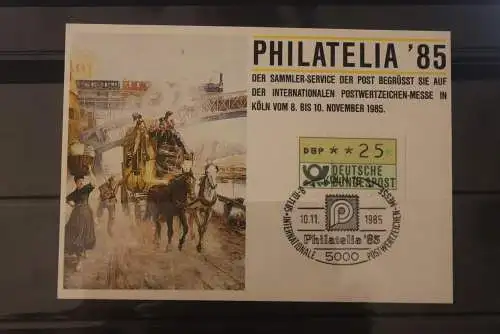 PHILATELIA '85
DER SAMMLER-SERVICE DER POST BEGRÜSST SIE AUF
DER INTERNATIONALEN POSTWERTZEICHEN-MESSE IN
KÖLN VOM 8. BIS 10. NOVEMBER 1985.
DBP * * 25
DEUTSCHE
BUNDESPOST
10.11. 1985
Philatelia '85
INTERNATIONALE POSTWERTZEICHEN-MESSE
5000